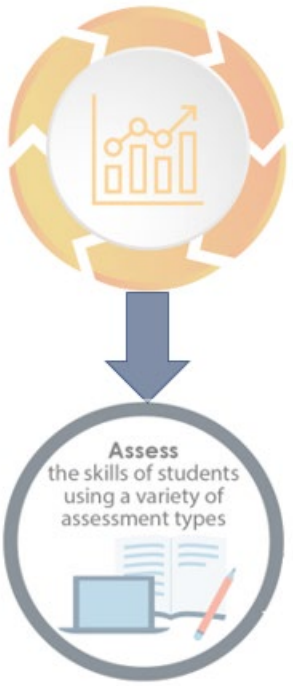 Assess
the skills of students
using a variety of
assessment types